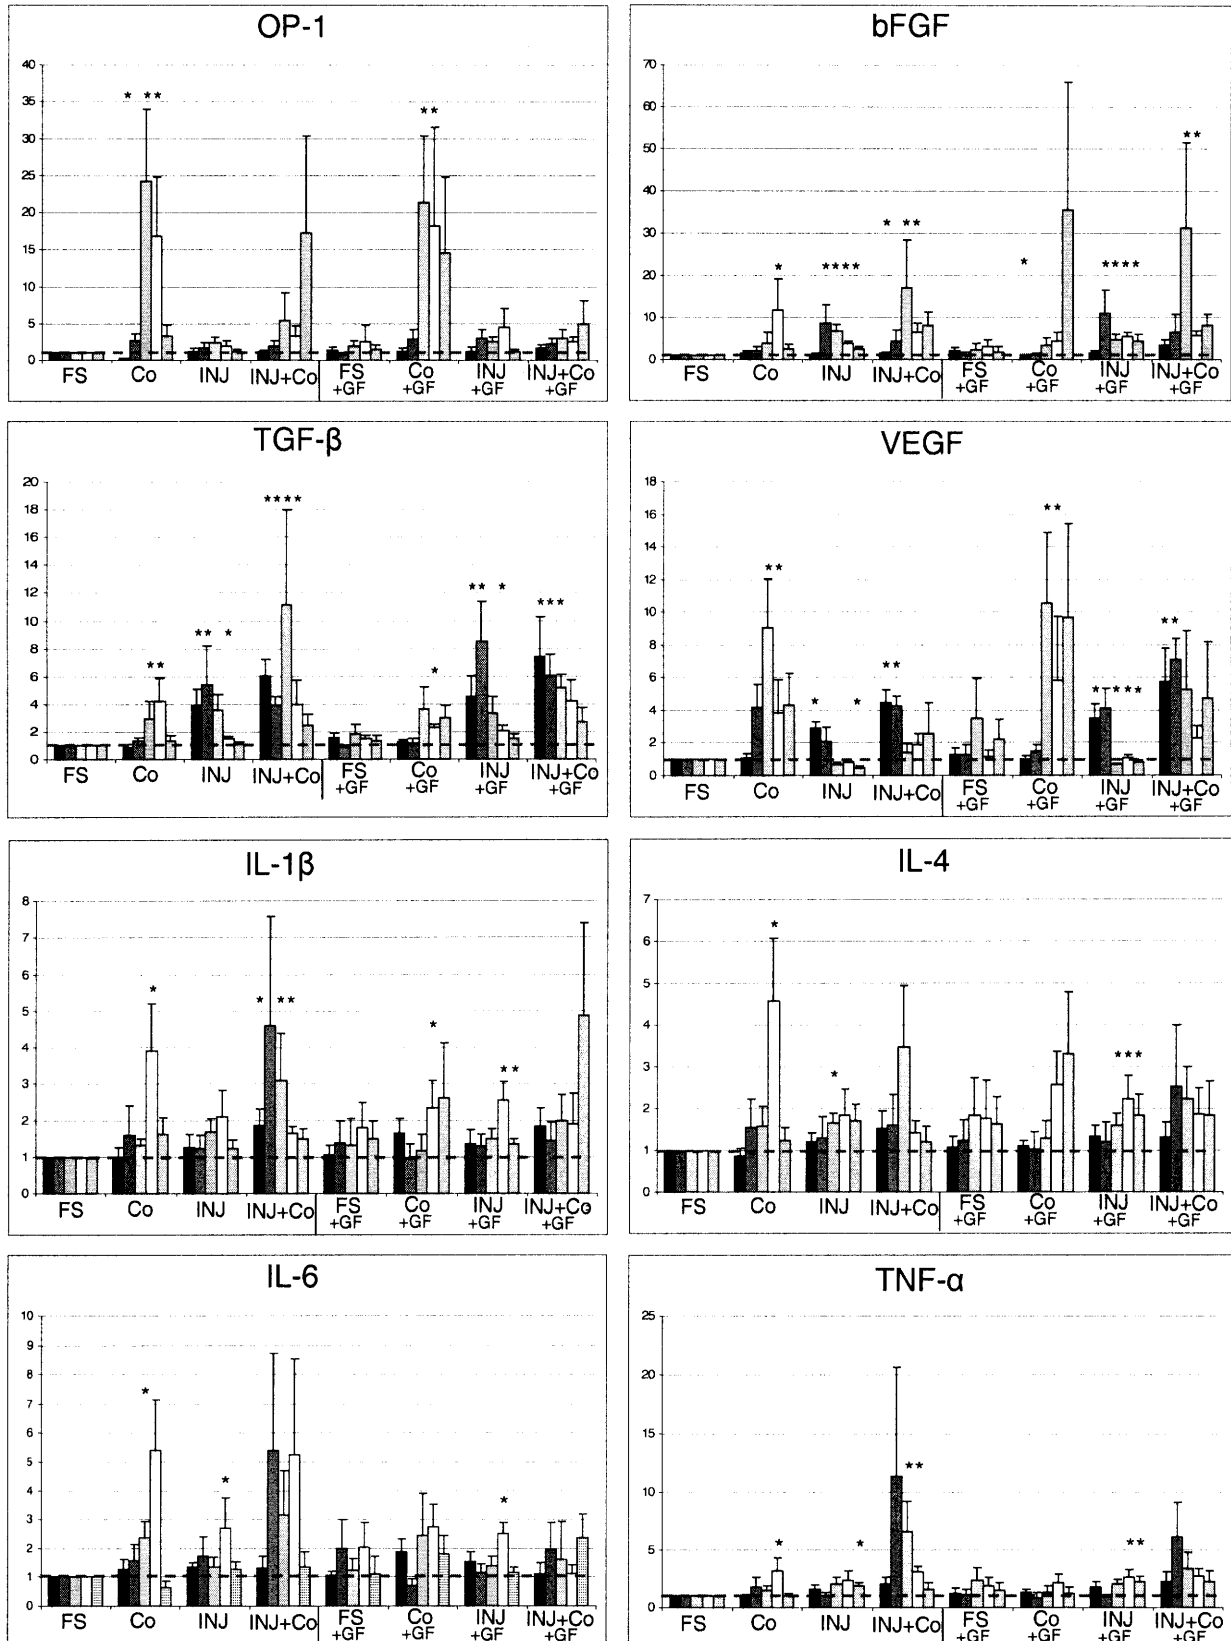 OP-1
40
35
30
25
20
15
10
5
0
* **
**
FS Co INJ INJ+Co FS Co INJ INJ+Co
+GF +GF +GF +GF
bFGF
70
60
50
40
30
20
10
0
* **** * ** * **** **
FS Co INJ INJ+Co FS Co INJ INJ+Co
+GF +GF +GF +GF
TGF-β
20
18
16
14
12
10
8
6
4
2
0
** ** * **** * ** * ***
FS Co INJ INJ+Co FS Co INJ INJ+Co
+GF +GF +GF +GF
VEGF
18
16
14
12
10
8
6
4
2
0
** * * ** ** * *** **
FS Co INJ INJ+Co FS Co INJ INJ+Co
+GF +GF +GF +GF
IL-1β
8
7
6
5
4
3
2
1
0
* * ** * **
FS Co INJ INJ+Co FS Co INJ INJ+Co
+GF +GF +GF +GF
IL-4
7
6
5
4
3
2
1
0
* * ***
FS Co INJ INJ+Co FS Co INJ INJ+Co
+GF +GF +GF +GF
IL-6
10
9
8
7
6
5
4
3
2
1
0
* * *
FS Co INJ INJ+Co FS Co INJ INJ+Co
+GF +GF +GF +GF
TNF-α
25
20
15
10
5
0
* * ** **
FS Co INJ INJ+Co FS Co INJ INJ+Co
+GF +GF +GF +GF